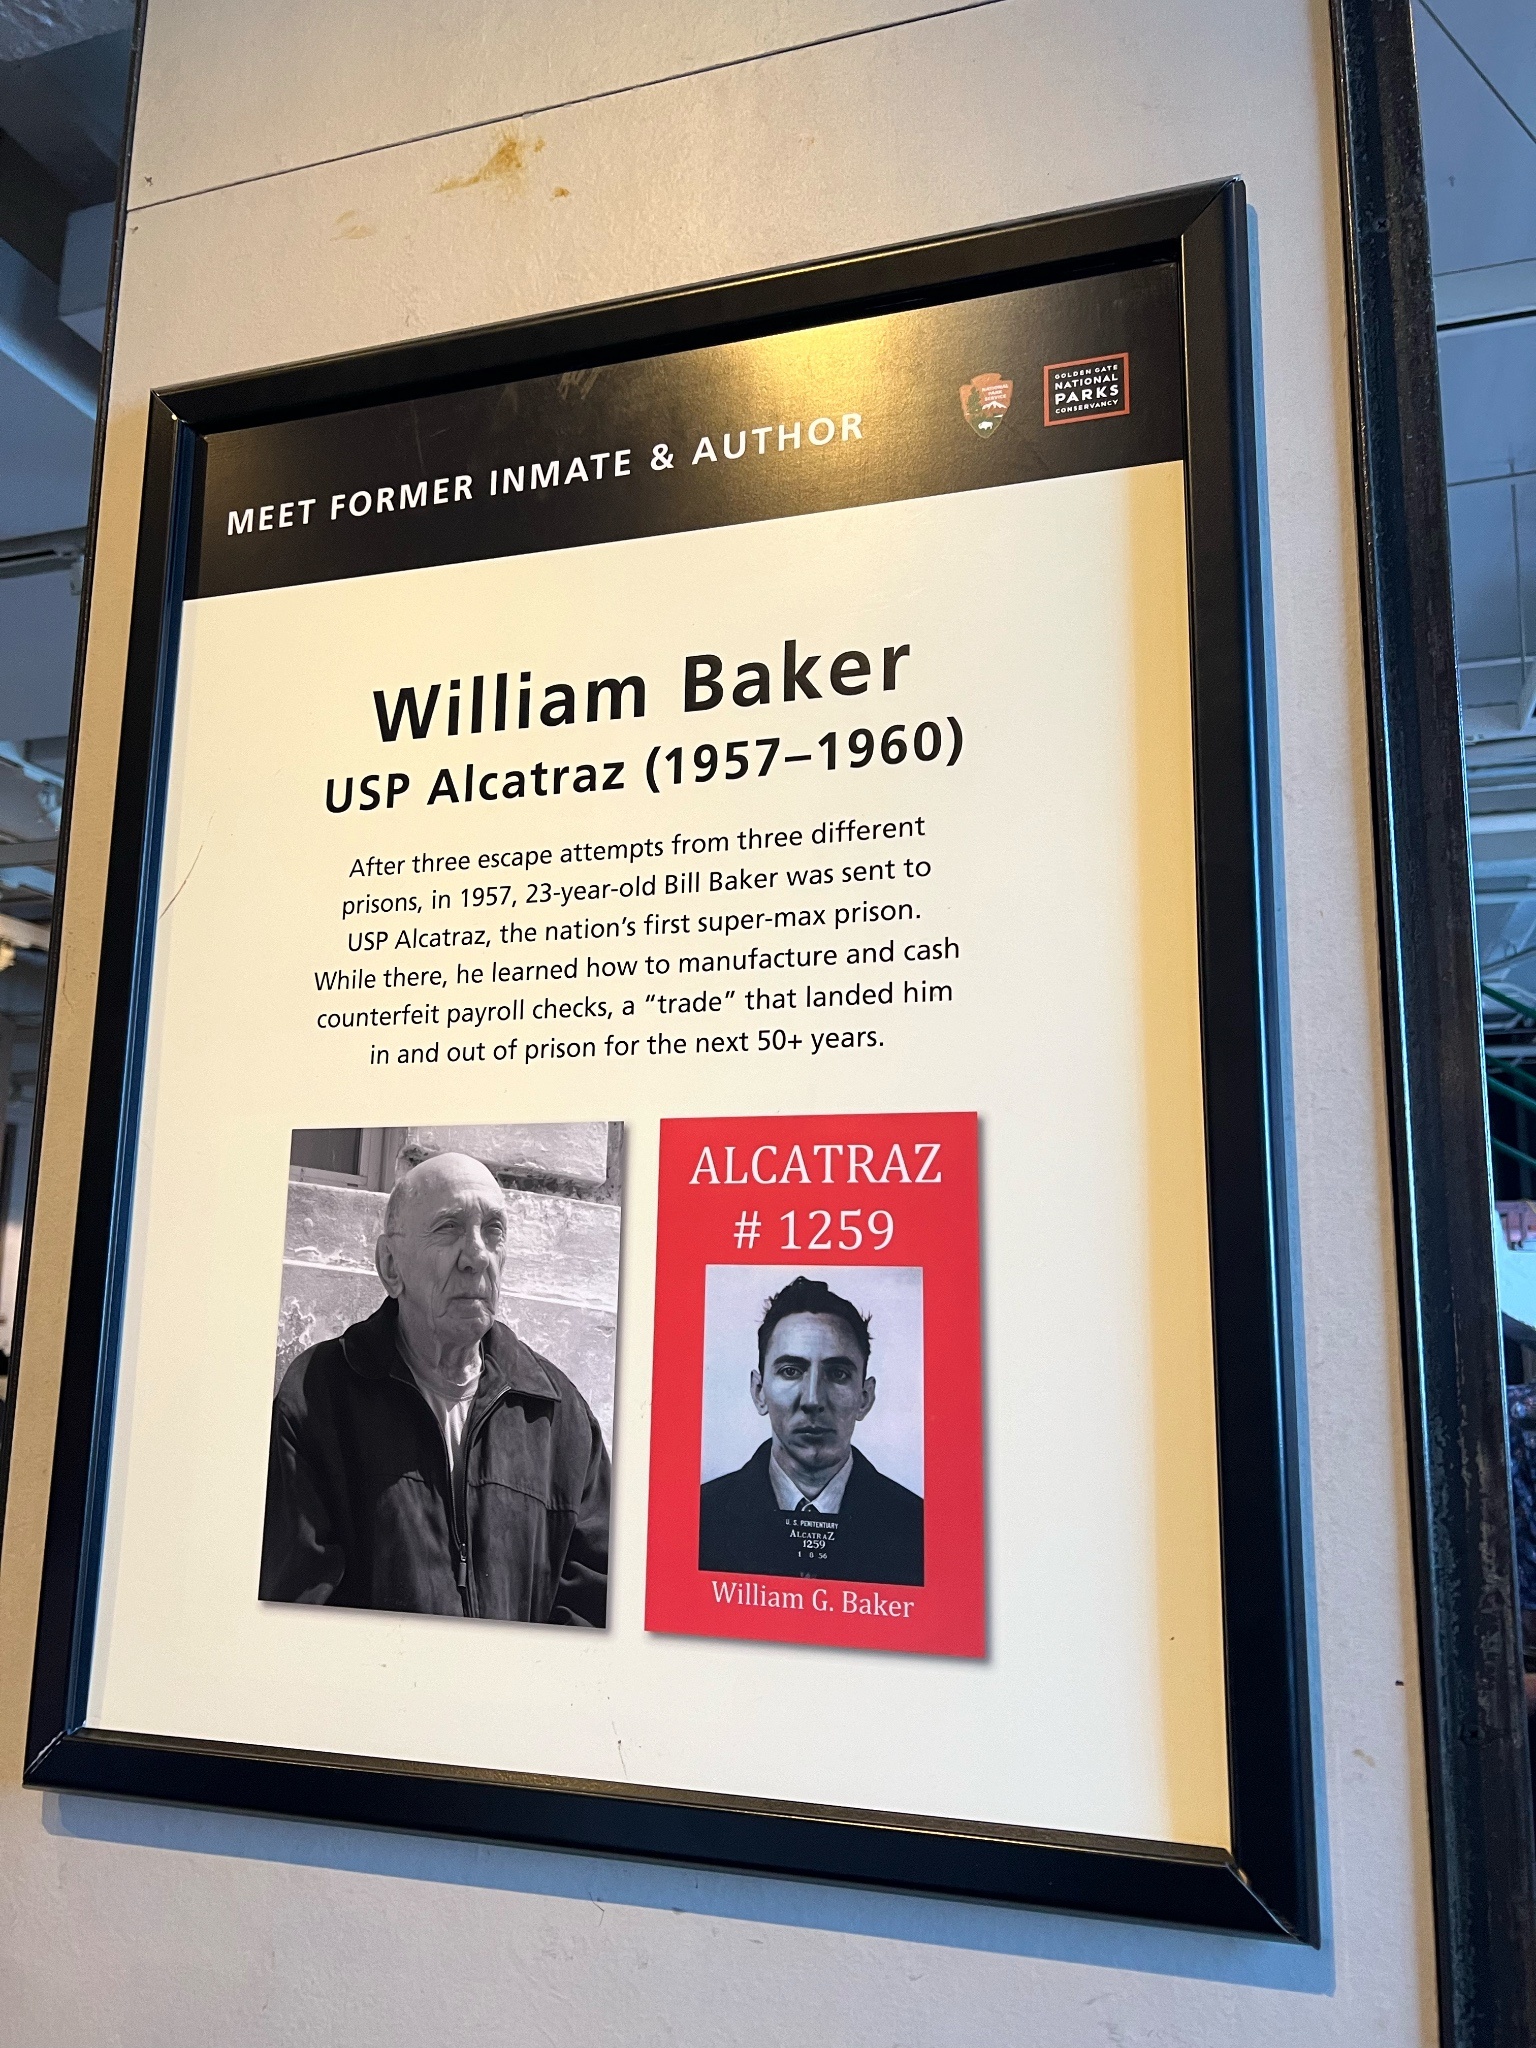 MEET FORMER INMATE & AUTHOR
NATIONAL
PARK
SERVICE
GOLDEN GATE
NATIONAL
PARKS
CONSERVANCY
William Baker
USP Alcatraz (1957–1960)
After three escape attempts from three different
prisons, in 1957, 23-year-old Bill Baker was sent to
USP Alcatraz, the nation's first super-max prison.
While there, he learned how to manufacture and cash
counterfeit payroll checks, a “trade” that landed him
in and out of prison for the next 50+ years.
ALCATRAZ
# 1259
U. S. PENITENTIARY
ALCATRAZ
1259
William G. Baker